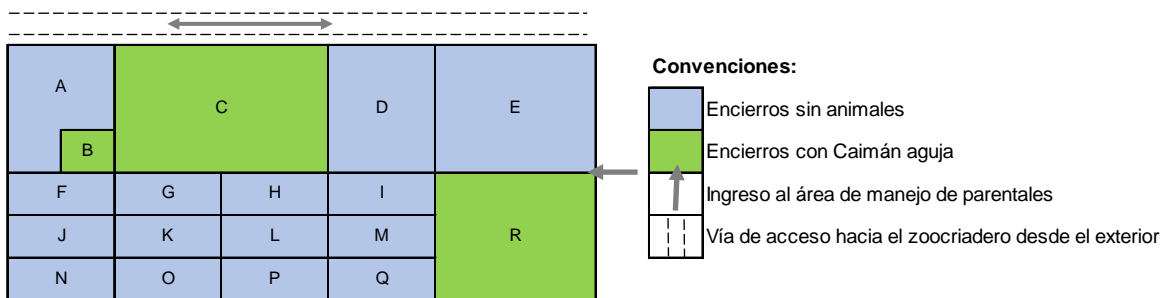 A
C
D
E
B
F
G
H
I
J
K
L
M
R
N
O
P
Q
Convenciones:
Encierros sin animales
Encierros con Caimán aguja
Ingreso al área de manejo de parentales
Vía de acceso hacia el zoocriadero desde el exterior